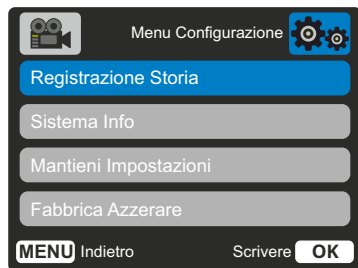 Menu Configurazione
Registrazione Storia
Sistema Info
Mantieni Impostazioni
Fabbrica Azzerare
MENU Indietro Scrivere OK